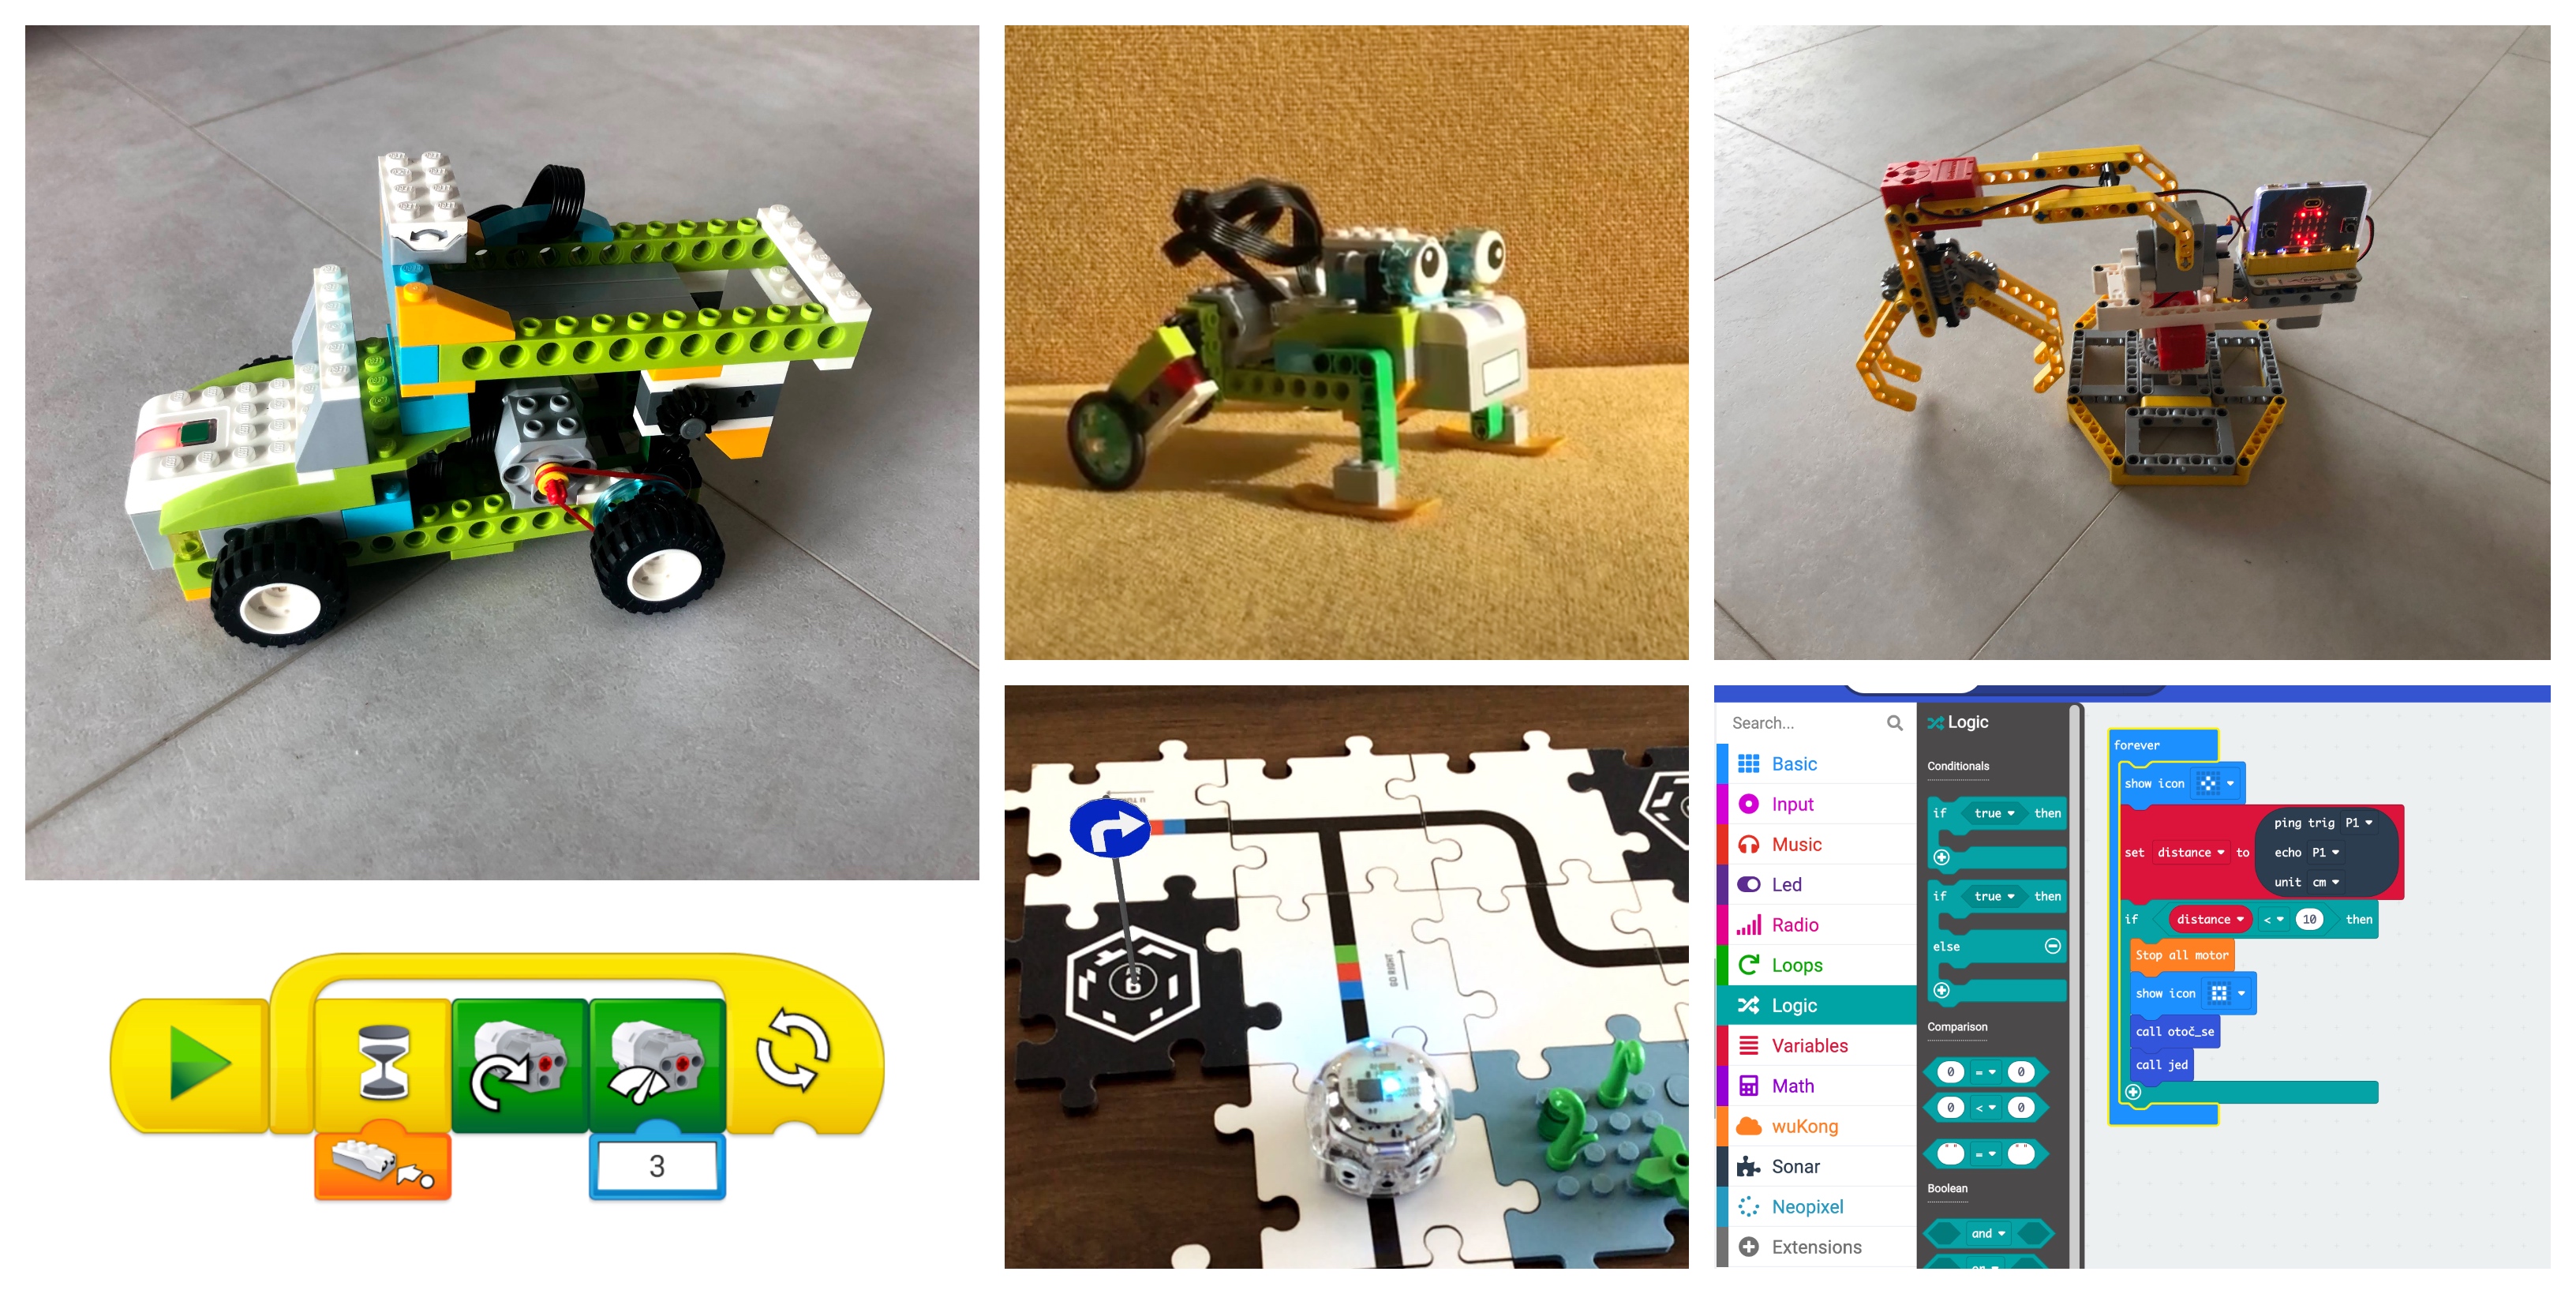 3
U TURN
GO RIGHT
6
Search...
Basic
Input
Music
Led
Radio
Loops
Logic
Variables
Math
wuKong
Sonar
Neopixel
Extensions
Logic
Conditionals
if true then
if true then
else
Comparison
0 = 0
0 < 0
" " = " "
Boolean
and
forever
show icon
set distance to ping trig P1
echo P1
unit cm
if distance < 10 then
Stop all motor
show icon
call otoč_se
call jed